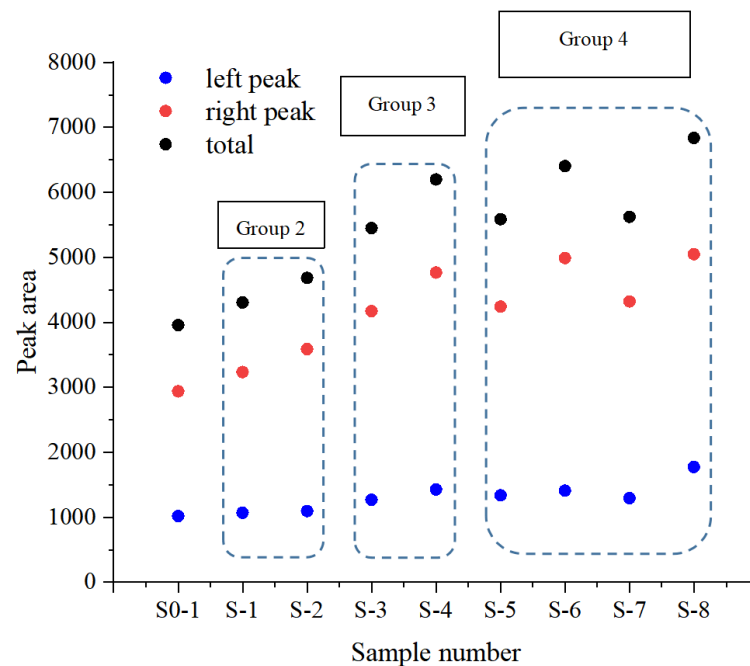 Group 4
8000
left peak
Group 3
right peak
7000
total
6000
Group 2
5000
Peak area
4000
3000
2000
1000
0
S0-1 S-1 S-2 S-3 S-4 S-5 S-6 S-7 S-8
Sample number